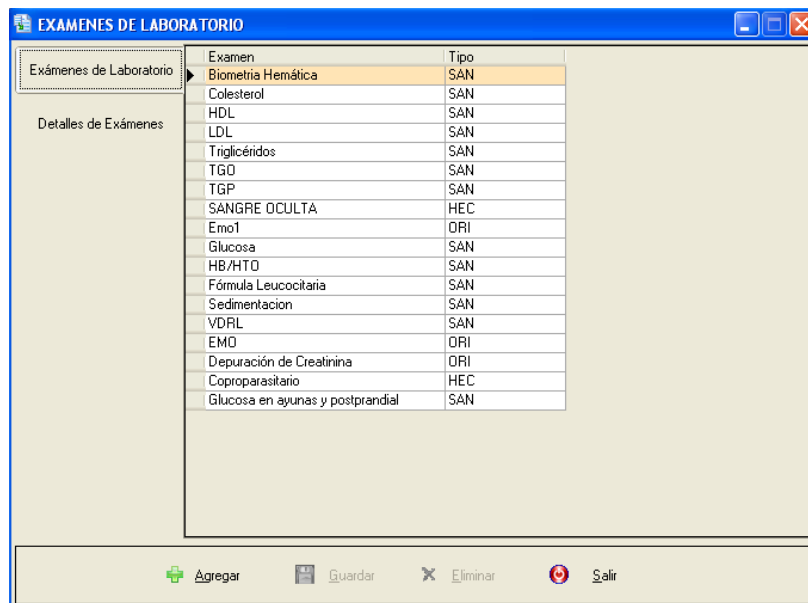 EXAMENES DE LABORATORIO
Exámenes de Laboratorio
Detalles de Exámenes
Examen Tipo
Biometria Hemática SAN
Colesterol SAN
HDL SAN
LDL SAN
Triglicéridos SAN
TGO SAN
TGP SAN
SANGRE OCULTA HEC
Emo1 ORI
Glucosa SAN
HB/HTO SAN
Fórmula Leucocitaria SAN
Sedimentacion SAN
VDRL SAN
EMO ORI
Depuración de Creatinina ORI
Coproparasitario HEC
Glucosa en ayunas y postprandial SAN
Agregar Guardar Eliminar Salir